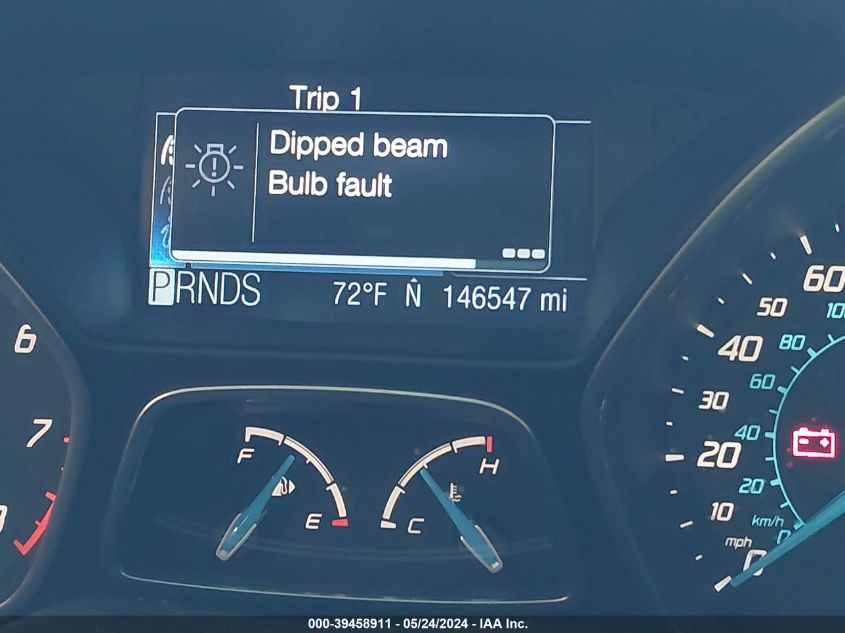 Trip 1
Dipped beam
Bulb fault
PRNDS 72°F N 146547 mi
6
7
F
E
C
H
60
50
40
30
20
10
0
100
80
60
40
20
0
km/h
mph
000-39458911 - 05/24/2024 - IAA Inc.